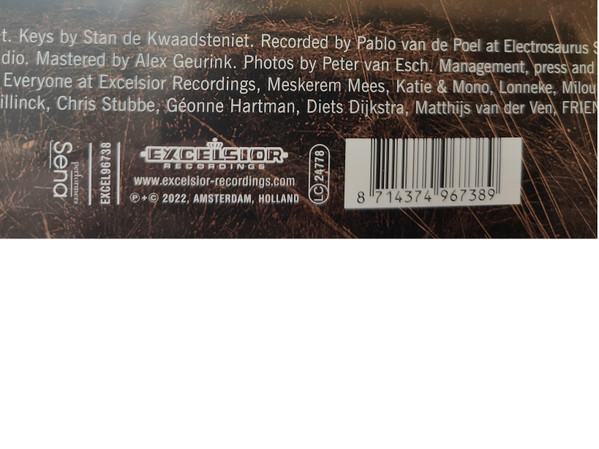 t. Keys by Stan de Kwaadsteniet. Recorded by Pablo van de Poel at Electrosaurus S
dio. Mastered by Alex Geurink. Photos by Peter van Esch. Management, press and
Everyone at Excelsior Recordings, Meskerem Mees, Katie & Mono, Lonneke, Milou
illinck, Chris Stubbe, Géonne Hartman, Diets Dijkstra, Matthijs van der Ven, FRIEN
Sena
performers
EXCEL96738
EXCELSIOR
RECORDINGS
www.excelsior-recordings.com
℗+© 2022, AMSTERDAM, HOLLAND
LC 24778
8 714374 967389